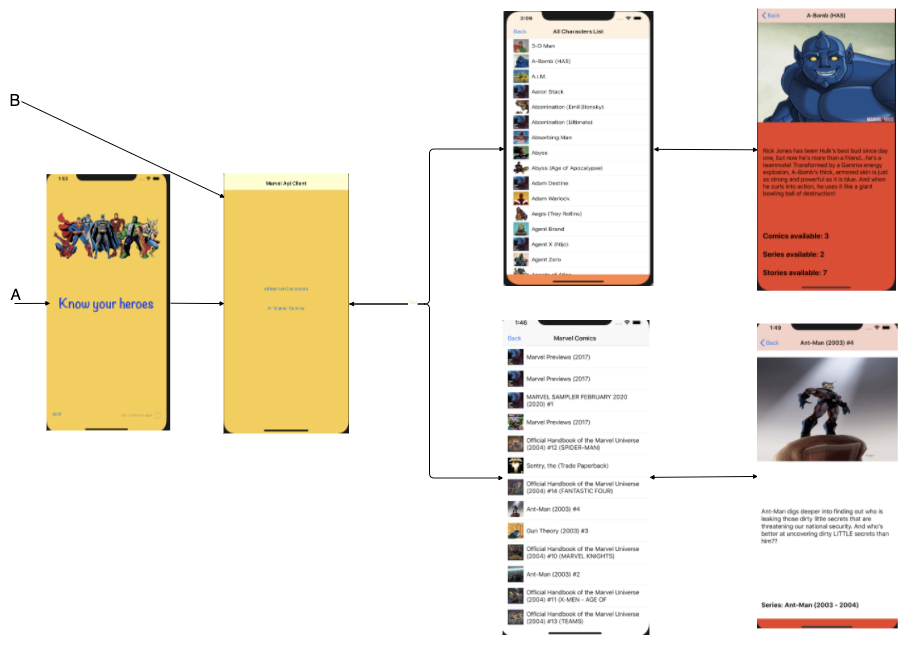 B
A
1:53
Know your heroes
Marvel Api Client
3:09
Back
All Characters List
3-D Man
A-Bomb (HAS)
A.I.M.
Aaron Stack
Abomination (Emil Blonsky)
Abomination (Ultimate)
Absorbing Man
Abyss
Abyss (Age of Apocalypse)
Adam Destine
Adam Warlock
Aegis (Trey Rollins)
Agent Brand
Agent X (Nijo)
Agent Zero
Back
A-Bomb (HAS)
MARVEL
Rick Jones has been Hulk's best bud since day
one, but now he's more than a friend...he's a
teammate! Transformed by a Gamma energy
explosion, A-Bomb's thick, armored skin is just
as strong and powerful as it is blue. And when
he curls into action, he uses it like a giant
bowling ball of destruction!
Comics available: 3
Series available: 2
Stories available: 7
1:46
Back
Marvel Comics
Marvel Previews (2017)
Marvel Previews (2017)
MARVEL SAMPLER FEBRUARY 2020
(2020) #1
Marvel Previews (2017)
Official Handbook of the Marvel Universe
(2004) #12 (SPIDER-MAN)
Sentry, the (Trade Paperback)
Official Handbook of the Marvel Universe
(2004) #14 (FANTASTIC FOUR)
Ant-Man (2003) #4
Gun Theory (2003) #3
Official Handbook of the Marvel Universe
(2004) #10 (MARVEL KNIGHTS)
Ant-Man (2003) #2
Official Handbook of the Marvel Universe
(2004) #11 (X-MEN - AGE OF
Official Handbook of the Marvel Universe
(2004) #13 (TEAMS)
1:49
Back
Ant-Man (2003) #4
Ant-Man digs deeper into finding out who is
leaking those dirty little secrets that are
threatening our national security. And who's
better at uncovering dirty LITTLE secrets than
him??
Series: Ant-Man (2003 - 2004)